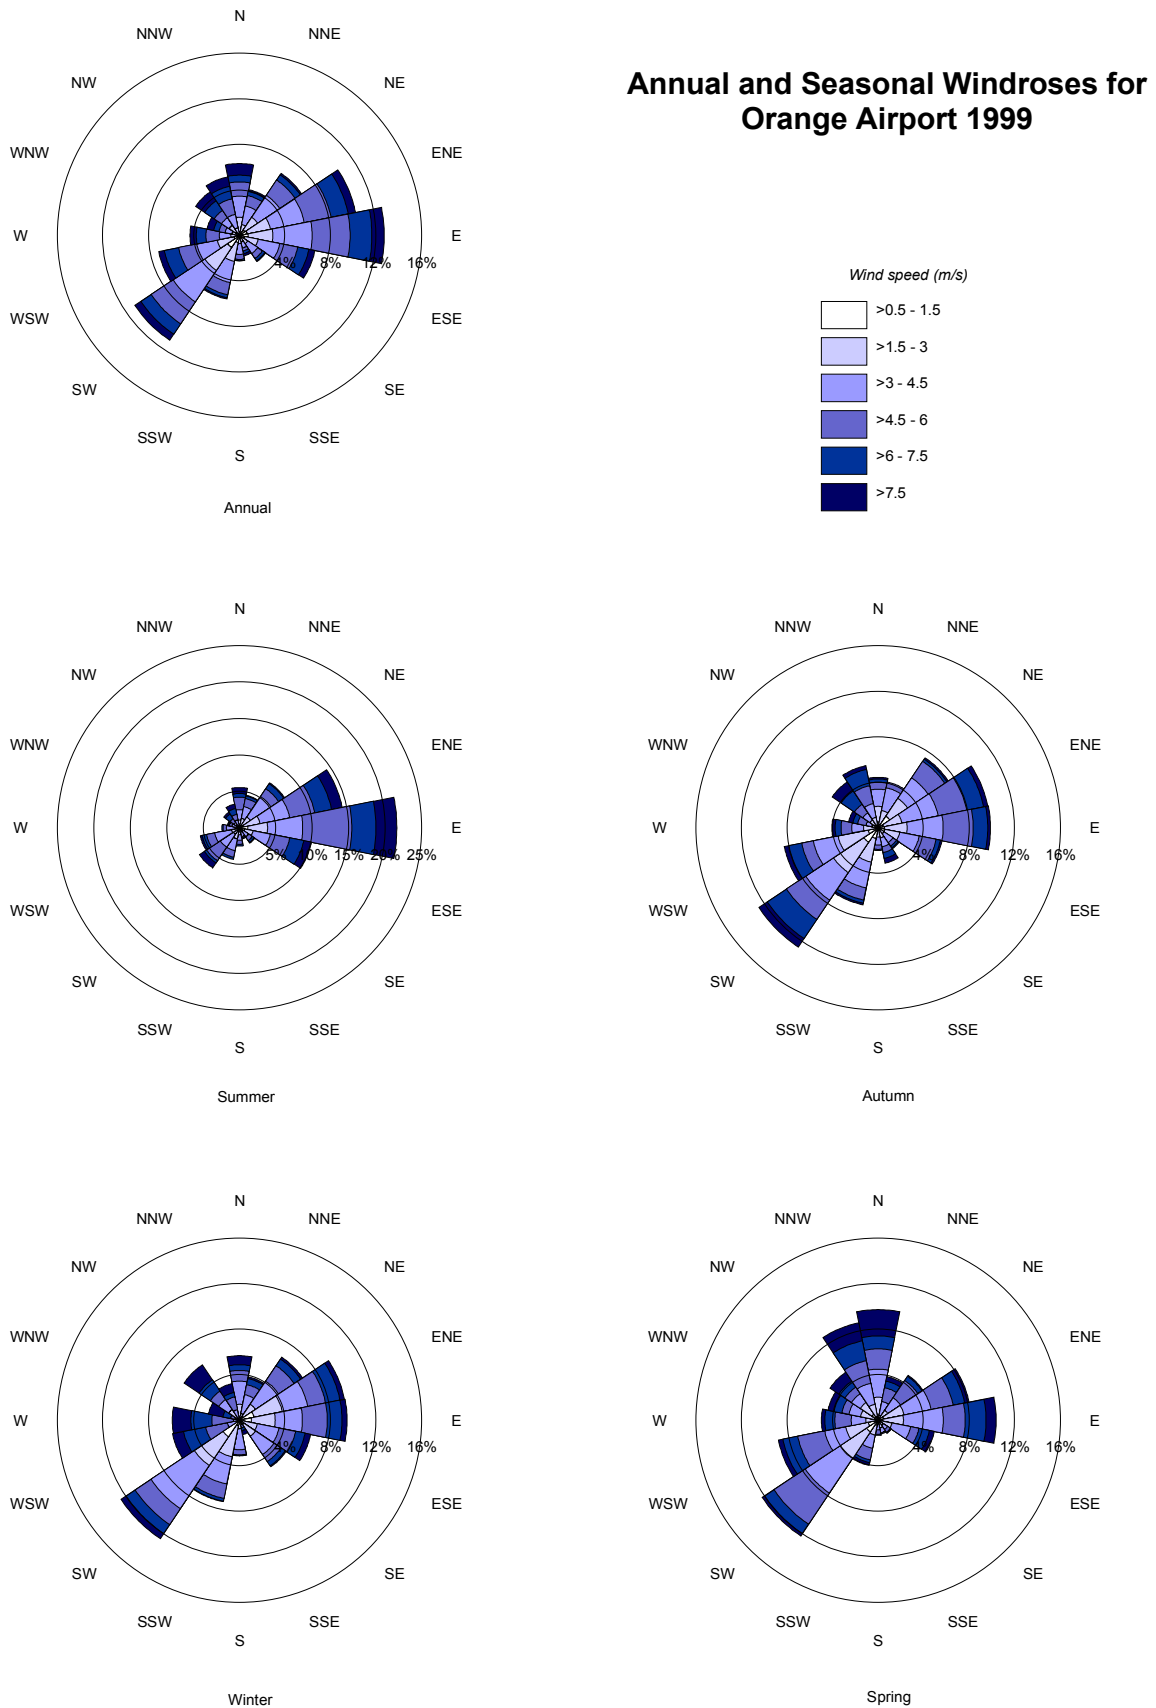 N
NNW NNE
NW NE
Annual and Seasonal Windroses for
Orange Airport 1999
WNW ENE
W E
4% 8% 12% 16%
WSW ESE
SW SE
SSW SSE
S
Annual
Wind speed (m/s)
>0.5 - 1.5
>1.5 - 3
>3 - 4.5
>4.5 - 6
>6 - 7.5
>7.5
N
NNW NNE
NW NE
WNW ENE
W E
5% 10% 15% 20% 25%
WSW ESE
SW SE
SSW SSE
S
Summer
N
NNW NNE
NW NE
WNW ENE
W E
4% 8% 12% 16%
WSW ESE
SW SE
SSW SSE
S
Autumn
N
NNW NNE
NW NE
WNW ENE
W E
4% 8% 12% 16%
WSW ESE
SW SE
SSW SSE
S
Winter
N
NNW NNE
NW NE
WNW ENE
W E
4% 8% 12% 16%
WSW ESE
SW SE
SSW SSE
S
Spring